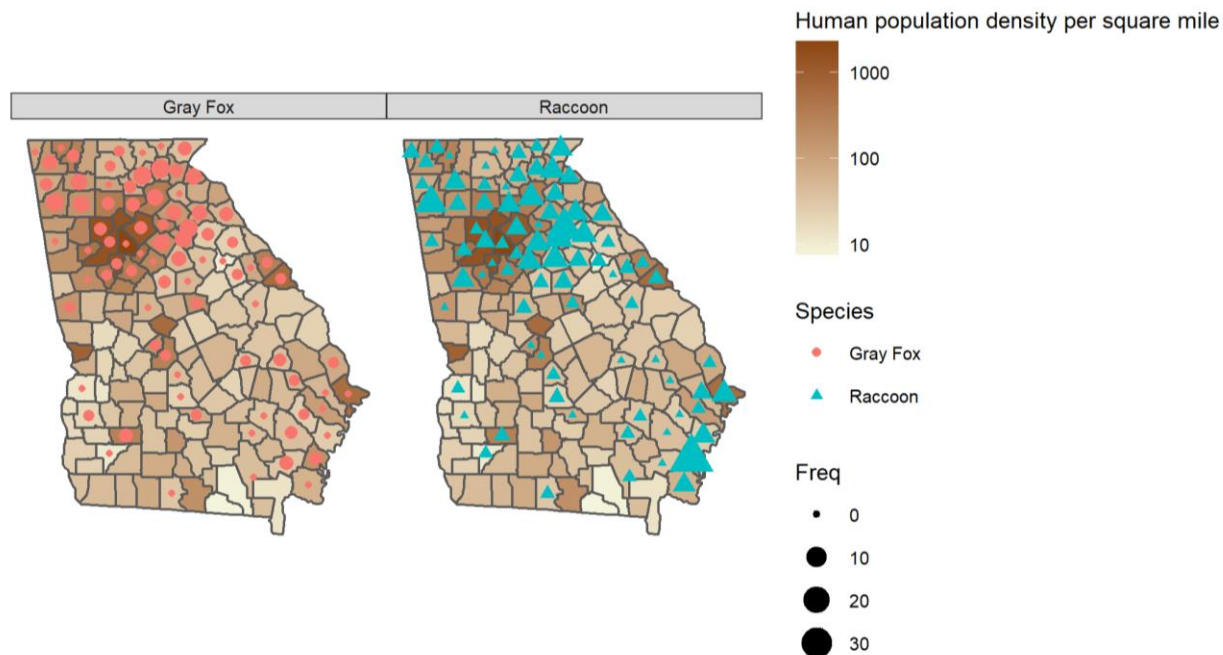 Human population density per square mile
1000
100
10
Gray Fox
Raccoon
Species
Gray Fox
Raccoon
Freq
0
10
20
30